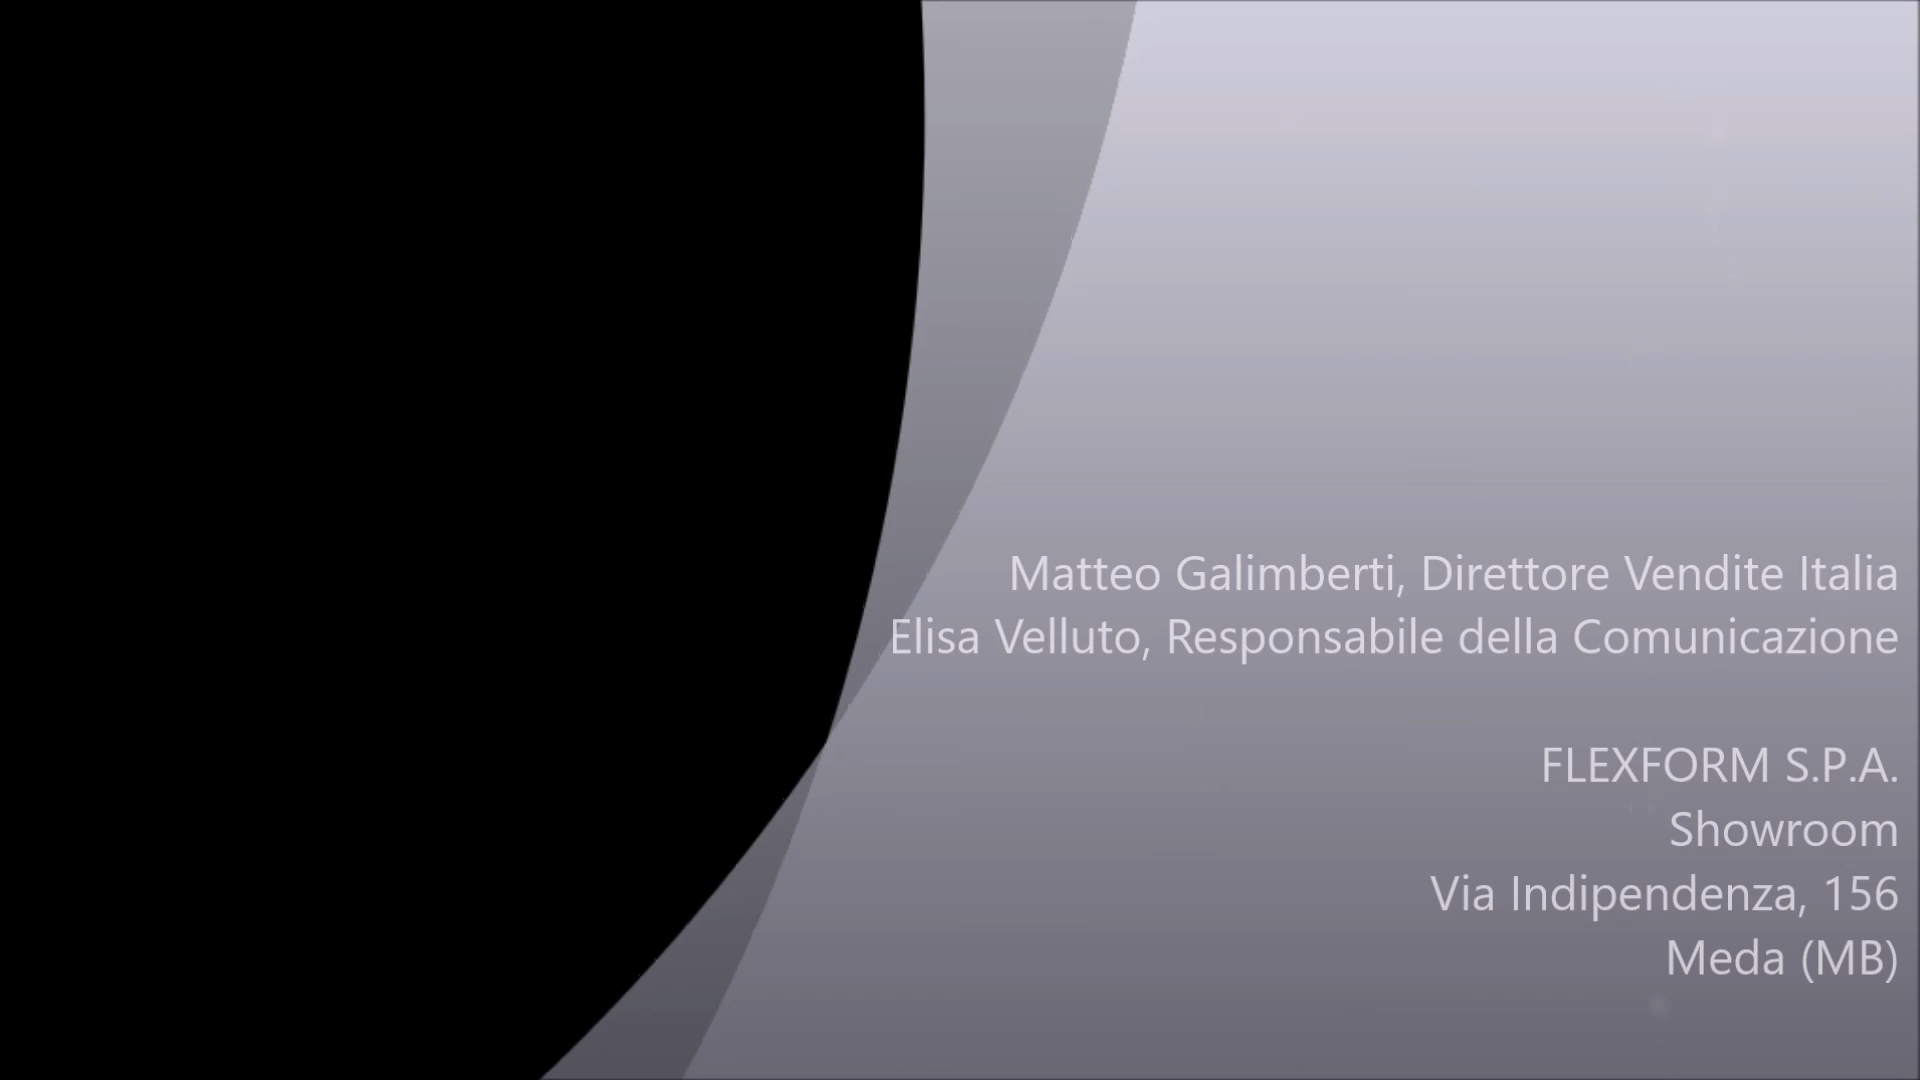 Matteo Galimberti, Direttore Vendite Italia
Elisa Velluto, Responsabile della Comunicazione
FLEXFORM S.P.A.
Showroom
Via Indipendenza, 156
Meda (MB)